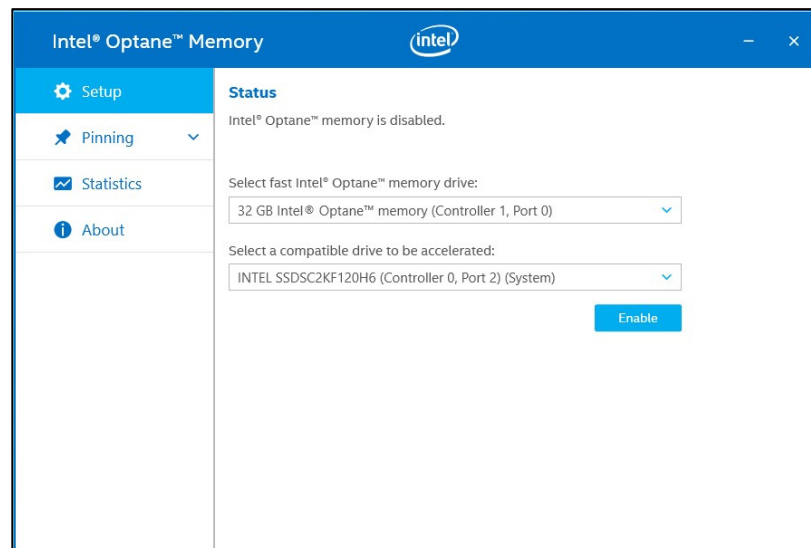 Intel® Optane™ Memory
intel
Setup
Pinning
Statistics
About
Status
Intel® Optane™ memory is disabled.
Select fast Intel® Optane™ memory drive:
32 GB Intel® Optane™ memory (Controller 1, Port 0)
Select a compatible drive to be accelerated:
INTEL SSDSC2KF120H6 (Controller 0, Port 2) (System)
Enable